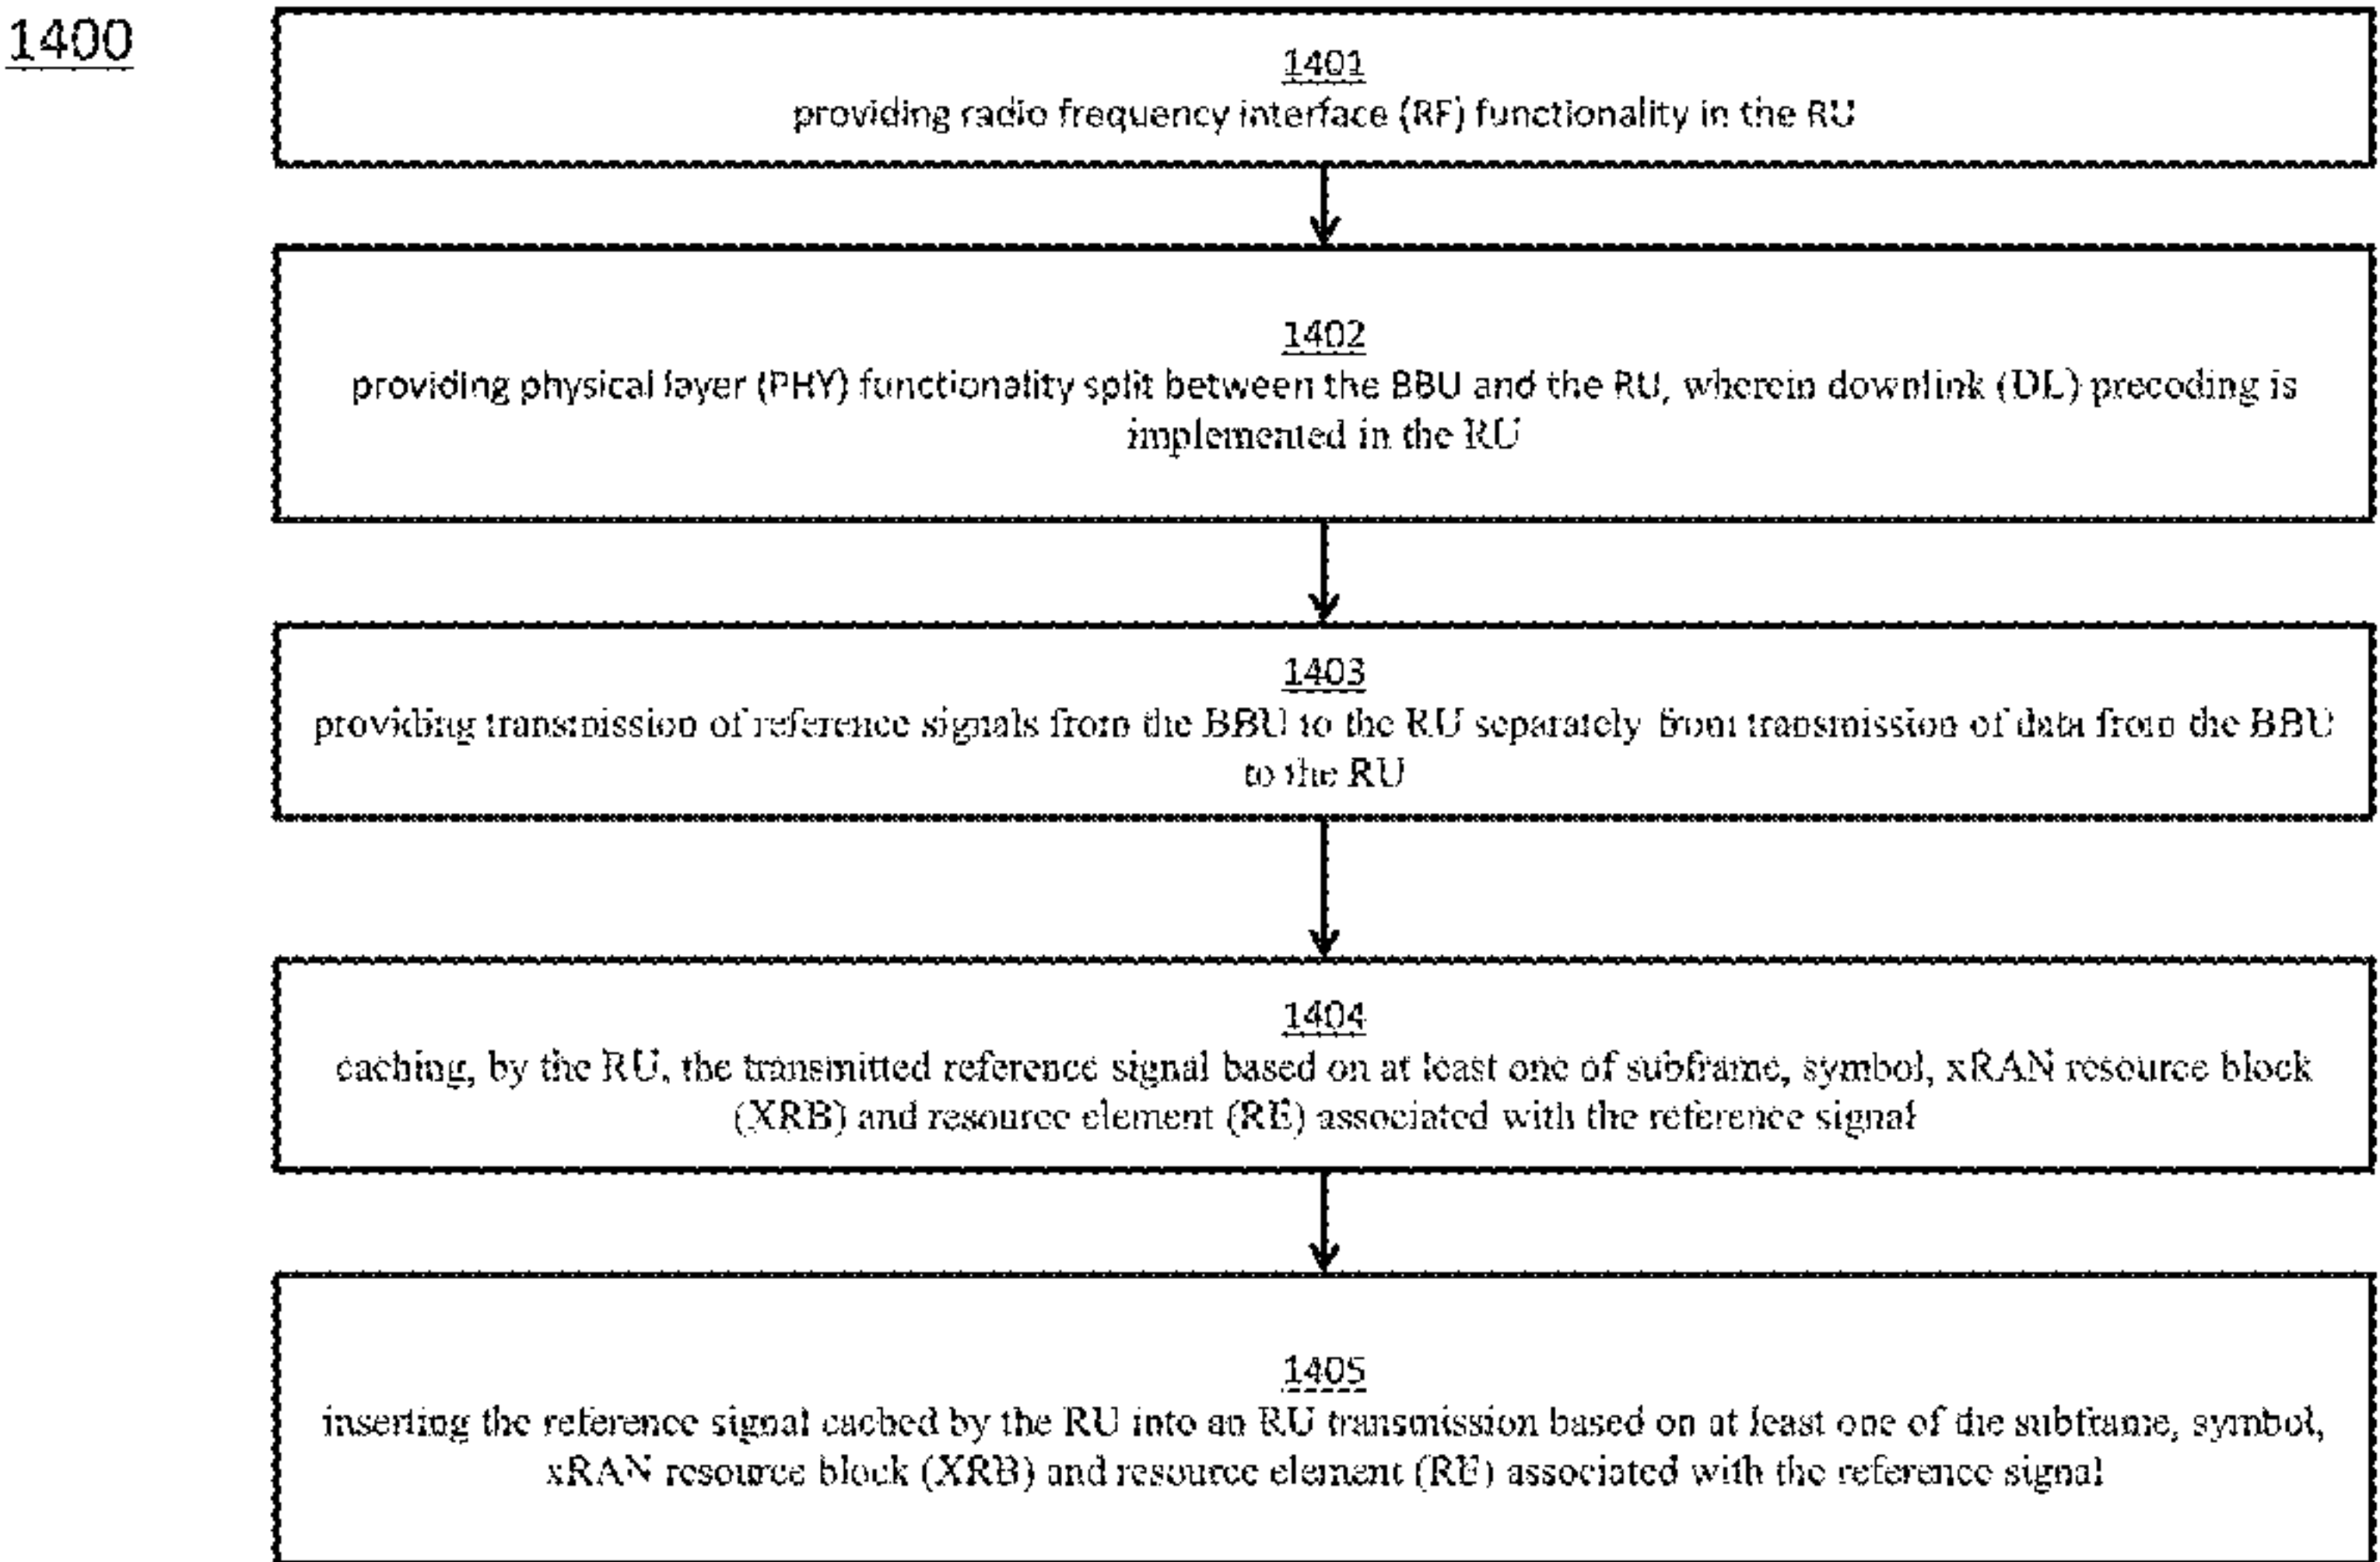 1400
1401
providing radio frequency interface (RF) functionality in the RU
1402
providing physical layer (PHY) functionality split between the BBU and the RU, wherein downlink (DL) precoding is
implemented in the RU
1403
providing transmission of reference signals from the BBU to the RU separately from transmission of data from the BBU
to the RU
1404
caching, by the RU, the transmitted reference signal based on at least one of subframe, symbol, xRAN resource block
(XRB) and resource element (RE) associated with the reference signal
1405
inserting the reference signal cached by the RU into an RU transmission based on at least one of the subframe, symbol,
xRAN resource block (XRB) and resource element (RE) associated with the reference signal